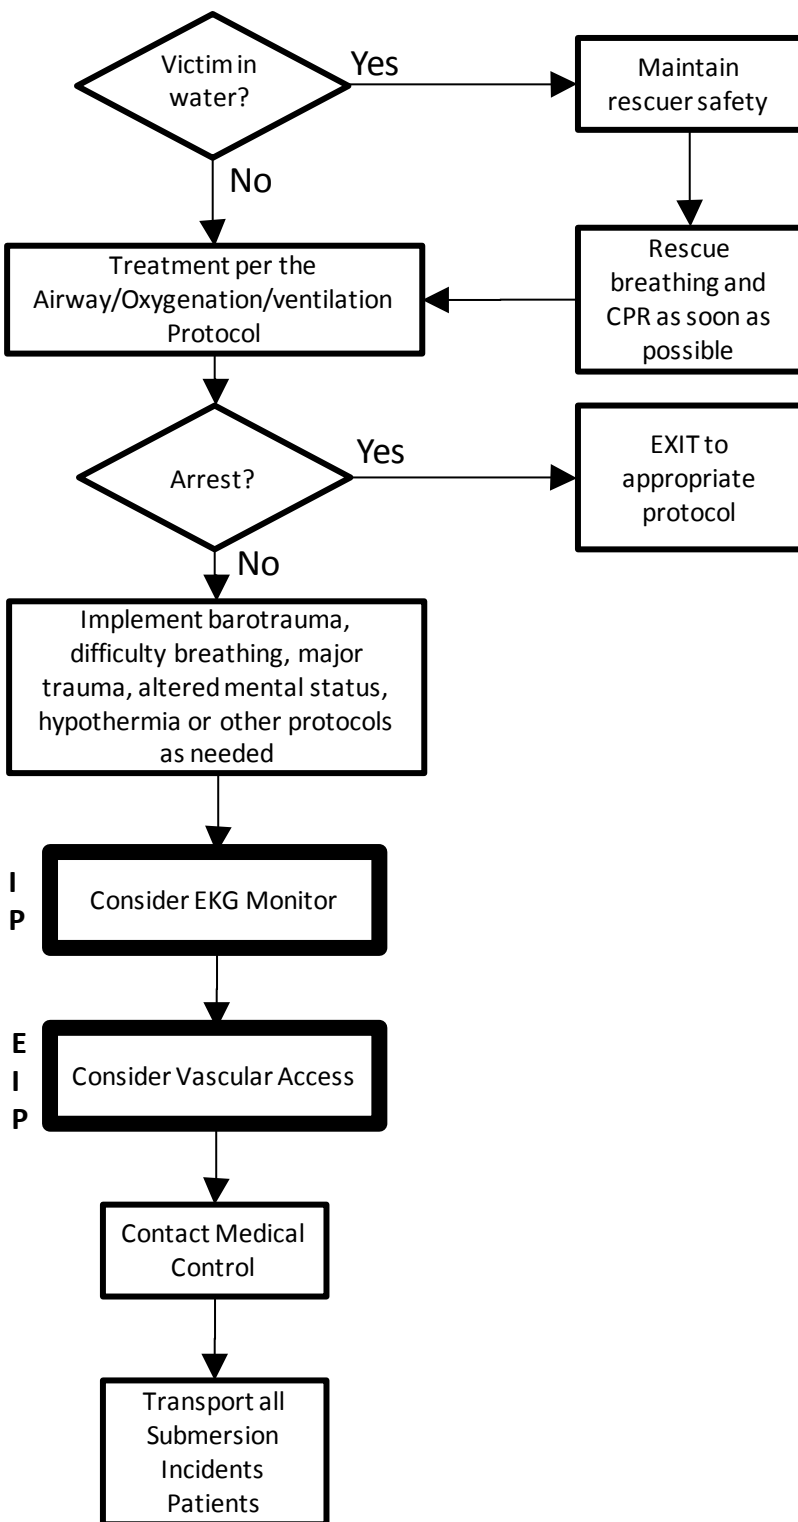 Victim in
water?
Yes
Maintain
rescuer safety
No
Treatment per the
Airway/Oxygenation/ventilation
Protocol
Rescue
breathing and
CPR as soon as
possible
Arrest?
Yes
EXIT to
appropriate
protocol
No
Implement barotrauma,
difficulty breathing, major
trauma, altered mental status,
hypothermia or other protocols
as needed
I
P
Consider EKG Monitor
E
I
P
Consider Vascular Access
Contact Medical
Control
Transport all
Submersion
Incidents
Patients